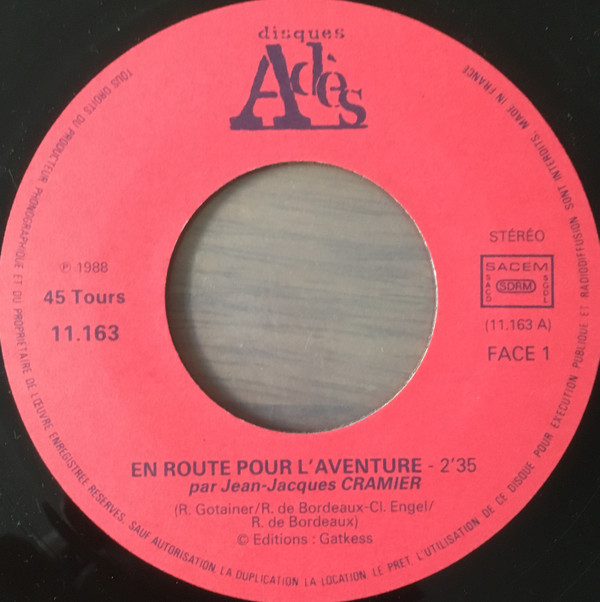 disques
Adès
STÉRÉO
SACEM
SACD
SDRM
SGDL
(11.163 A)
FACE 1
℗ 1988
45 Tours
11.163
EN ROUTE POUR L'AVENTURE - 2'35
par Jean-Jacques CRAMIER
(R. Gotainer/R. de Bordeaux-Cl. Engel/
R. de Bordeaux)
© Editions : Gatkess
TOUS DROITS DU PRODUCTEUR PHONOGRAPHIQUE ET DU PROPRIÉTAIRE DE L'ŒUVRE ENREGISTREE RESERVES. SAUF AUTORISATION, LA DUPLICATION, LA LOCATION, LE PRET, L'UTILISATION DE CE DISQUE POUR EXECUTION PUBLIQUE ET RADIODIFFUSION SONT INTERDITS. MADE IN FRANCE